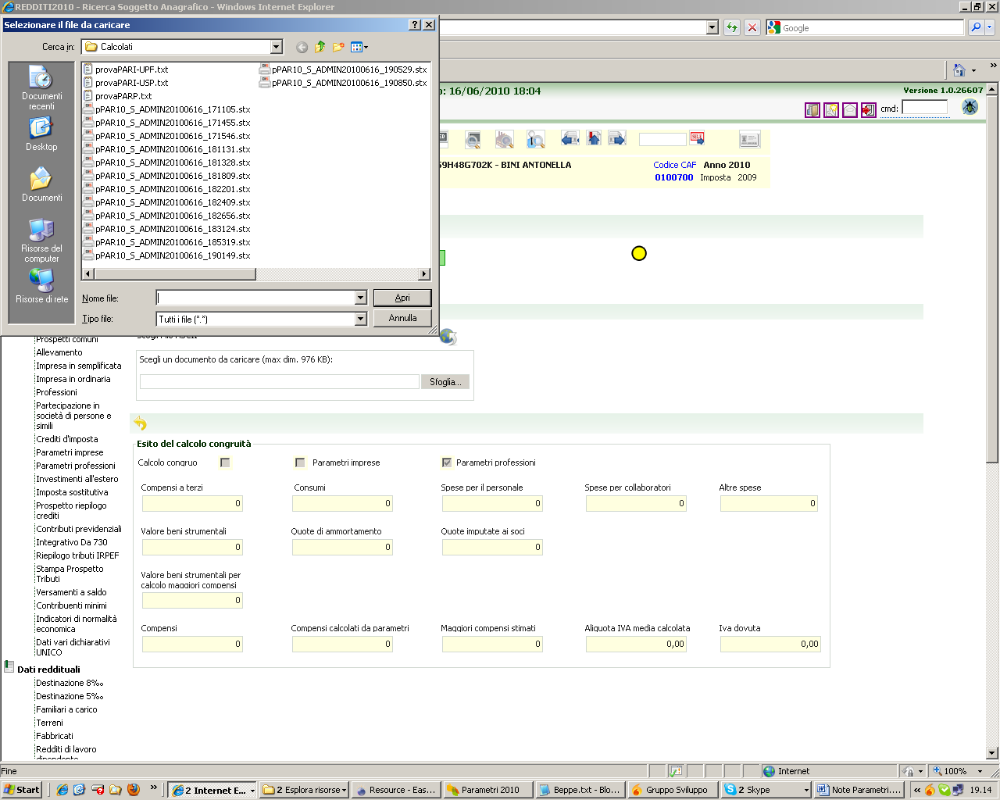 REDDITI2010 - Ricerca Soggetto Anagrafico - Windows Internet Explorer
Selezionare il file da caricare
Cerca in: Calcolati
Google
Documenti recenti
Desktop
Documenti
Risorse del computer
Risorse di rete
provaPARI-UPF.txt
provaPARI-USP.txt
provaPARP.txt
pPAR10_S_ADMIN20100616_171105.stx
pPAR10_S_ADMIN20100616_171455.stx
pPAR10_S_ADMIN20100616_171546.stx
pPAR10_S_ADMIN20100616_181131.stx
pPAR10_S_ADMIN20100616_181328.stx
pPAR10_S_ADMIN20100616_181809.stx
pPAR10_S_ADMIN20100616_182201.stx
pPAR10_S_ADMIN20100616_182409.stx
pPAR10_S_ADMIN20100616_182656.stx
pPAR10_S_ADMIN20100616_183124.stx
pPAR10_S_ADMIN20100616_185319.stx
pPAR10_S_ADMIN20100616_190149.stx
pPAR10_S_ADMIN20100616_190529.stx
pPAR10_S_ADMIN20100616_190850.stx
Nome file:
Apri
Tipo file: Tutti i file (*.*)
Annulla
o: 16/06/2010 18:04
Versione 1.0.26607
cmd:
59H48G702K - BINI ANTONELLA
Codice CAF Anno 2010
0100700 Imposta 2009
Prospetti comuni
Allevamento
Impresa in semplificata
Impresa in ordinaria
Professioni
Partecipazione in
società di persone e
simili
Crediti d'imposta
Parametri imprese
Parametri professioni
Investimenti all'estero
Imposta sostitutiva
Prospetto riepilogo
crediti
Contributi previdenziali
Integrativo Da 730
Riepilogo tributi IRPEF
Stampa Prospetto
Tributi
Versamenti a saldo
Contribuenti minimi
Indicatori di normalità
economica
Dati vari dichiarativi
UNICO
Dati reddituali
Destinazione 8‰
Destinazione 5‰
Familiari a carico
Terreni
Fabbricati
Redditi di lavoro
dipendente
Scegli File ASCII
Scegli un documento da caricare (max dim. 976 KB):
Sfoglia...
Esito del calcolo congruità
Calcolo congruo Parametri imprese Parametri professioni
Compensi a terzi Consumi Spese per il personale Spese per collaboratori Altre spese
0 0 0 0 0
Valore beni strumentali Quote di ammortamento Quote imputate ai soci
0 0 0
Valore beni strumentali per
calcolo maggiori compensi
0
Compensi Compensi calcolati da parametri Maggiori compensi stimati Aliquota IVA media calcolata Iva dovuta
0 0 0 0,00 0,00
Fine
Internet
100%
Start
2 Internet E...
2 Esplora risorse
Resource - Eas...
Parametri 2010
Beppe.txt - Blo...
Gruppo Sviluppo
2 Skype
Note Parametri....
19.14